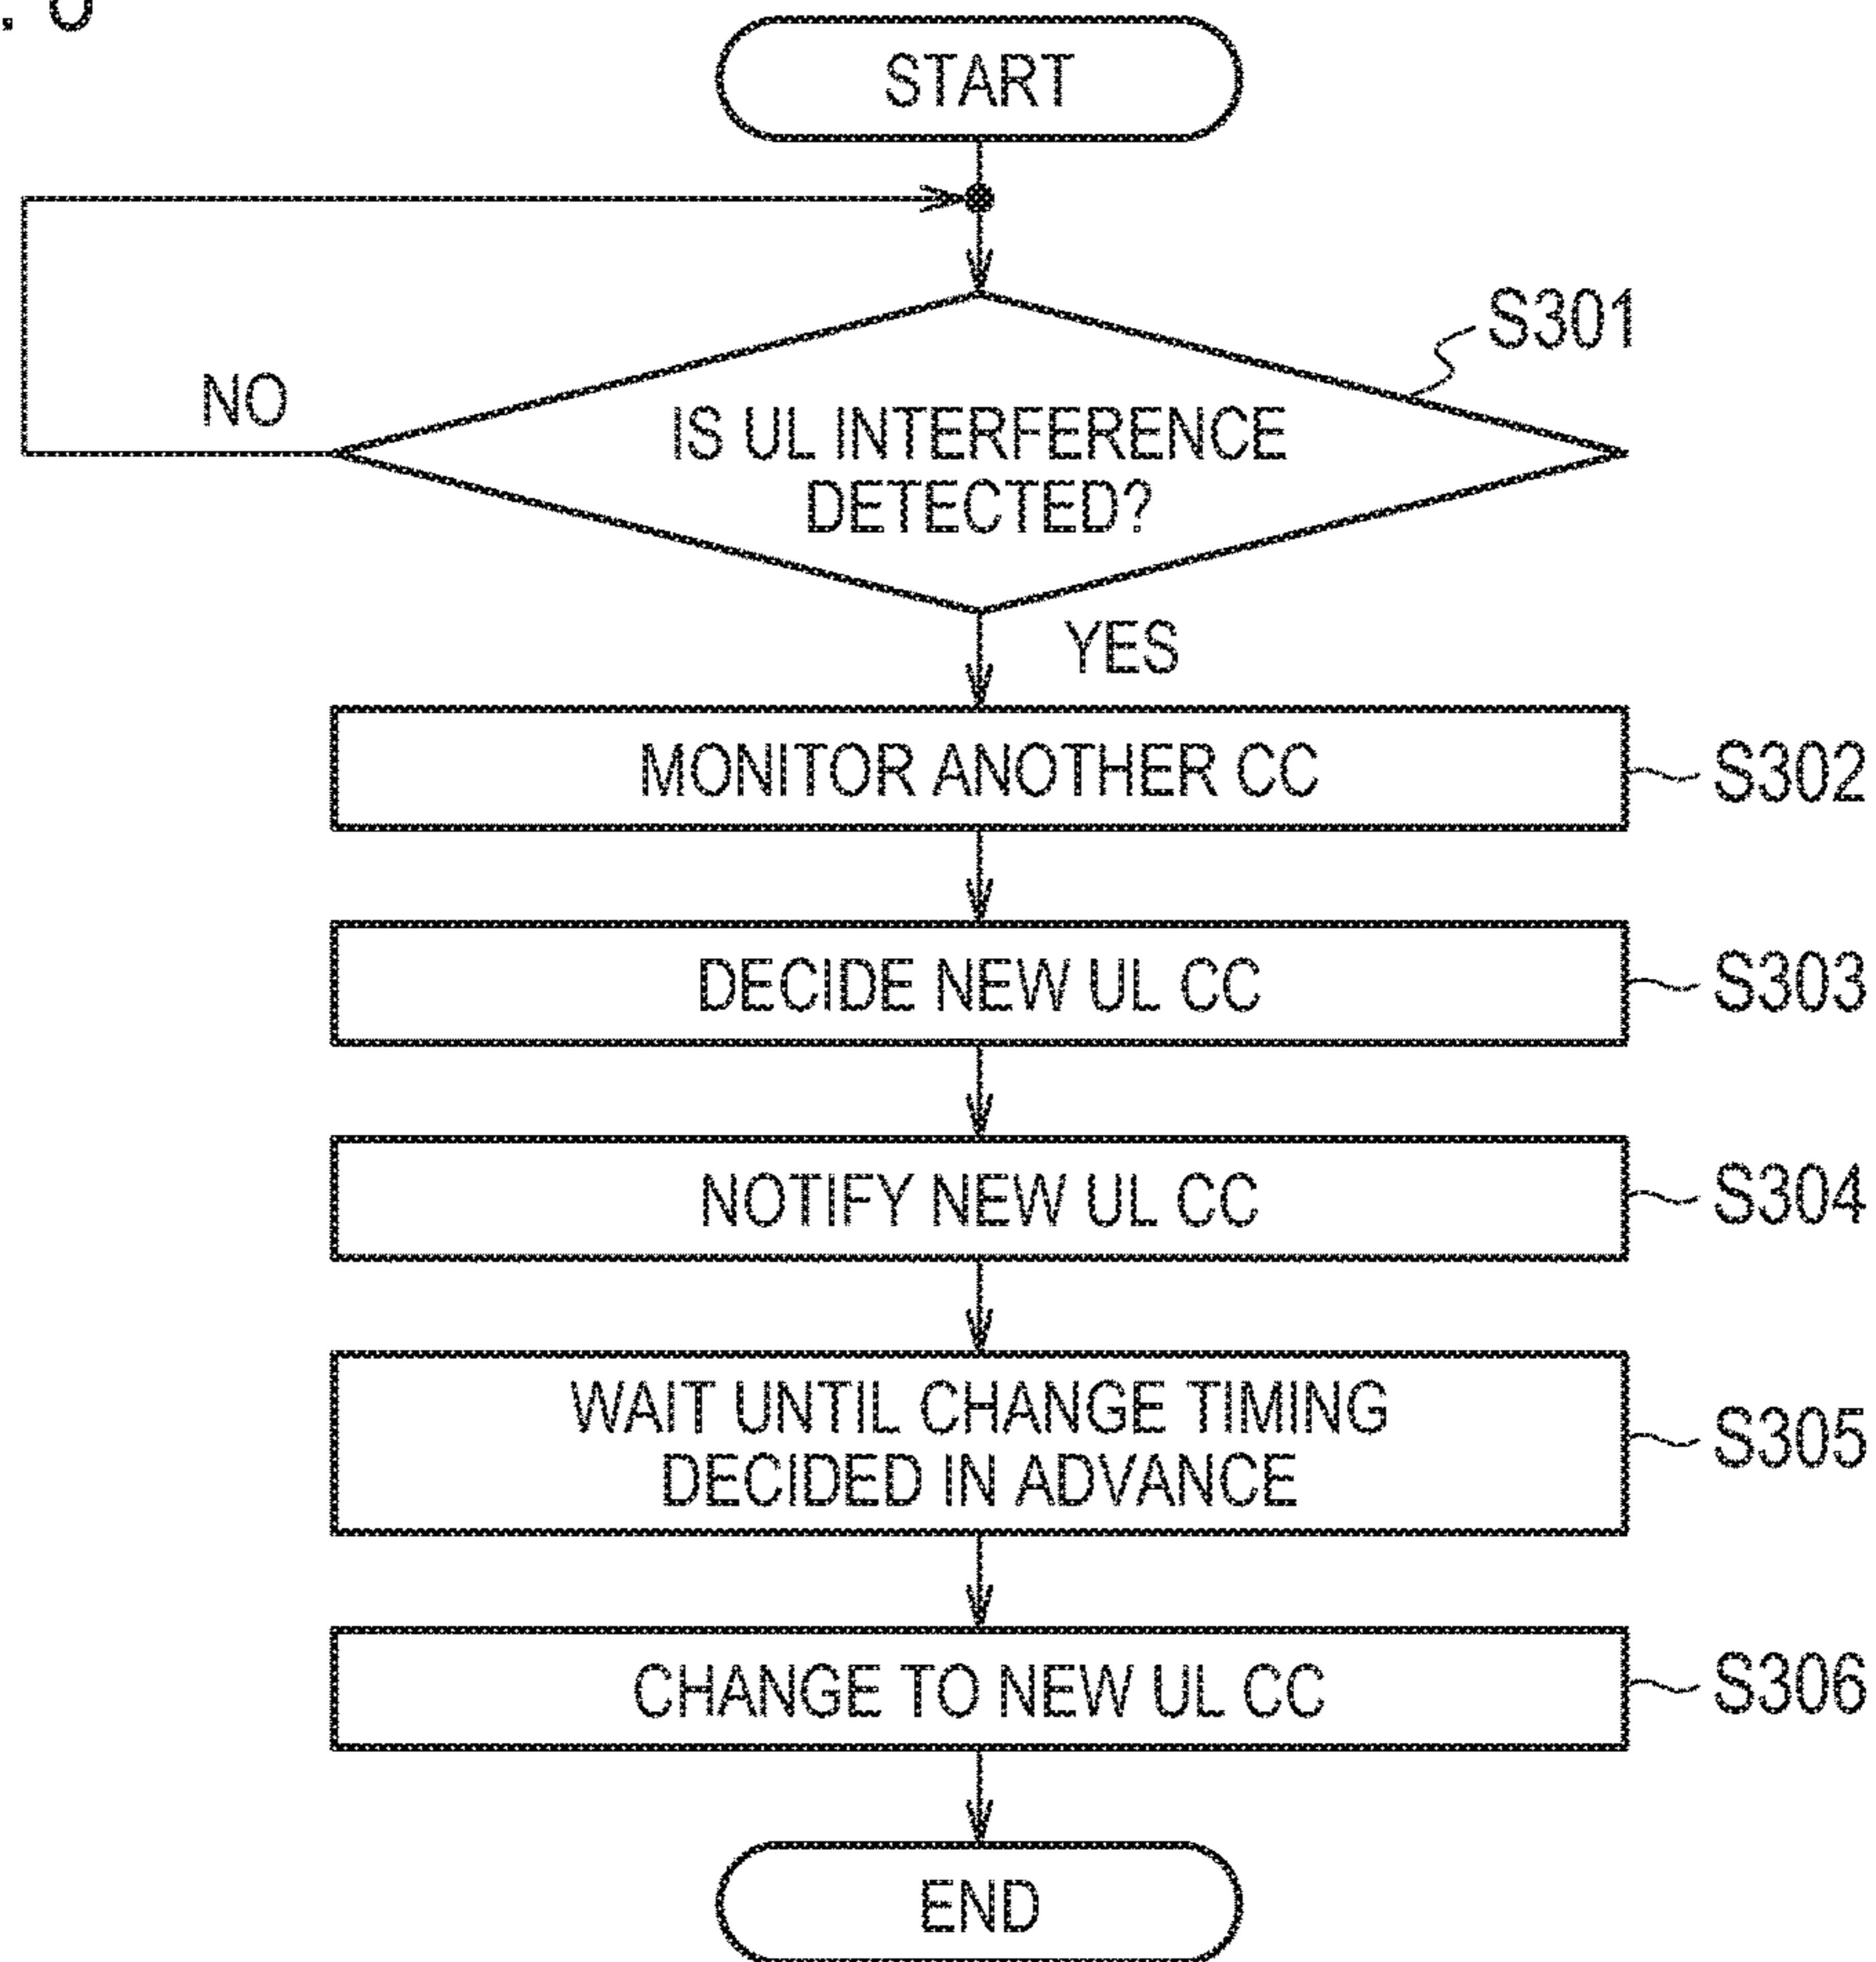 START
S301
NO
IS UL INTERFERENCE
DETECTED?
YES
MONITOR ANOTHER CC
S302
DECIDE NEW UL CC
S303
NOTIFY NEW UL CC
S304
WAIT UNTIL CHANGE TIMING
DECIDED IN ADVANCE
S305
CHANGE TO NEW UL CC
S306
END